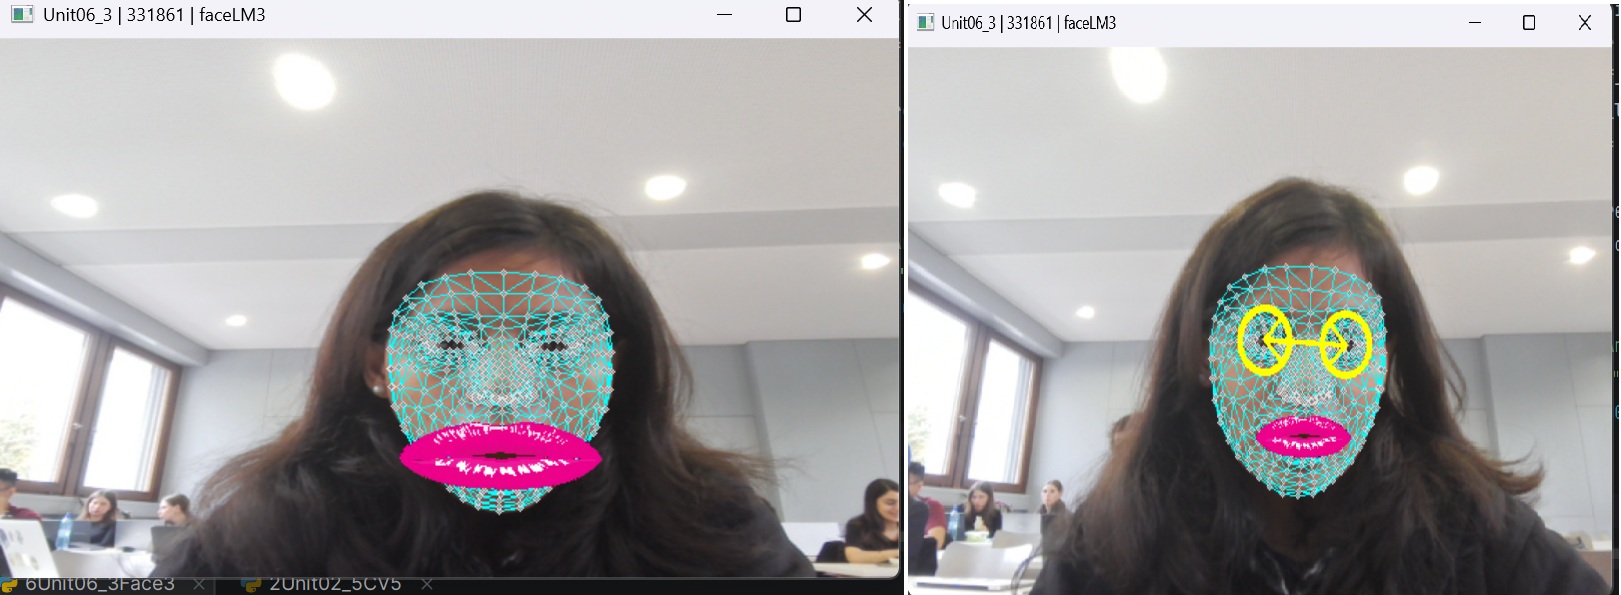 Unit06_3 | 331861 | faceLM3
Unit06_3 | 331861 | faceLM3
6Unit06_3Face3
2Unit02_5CV5